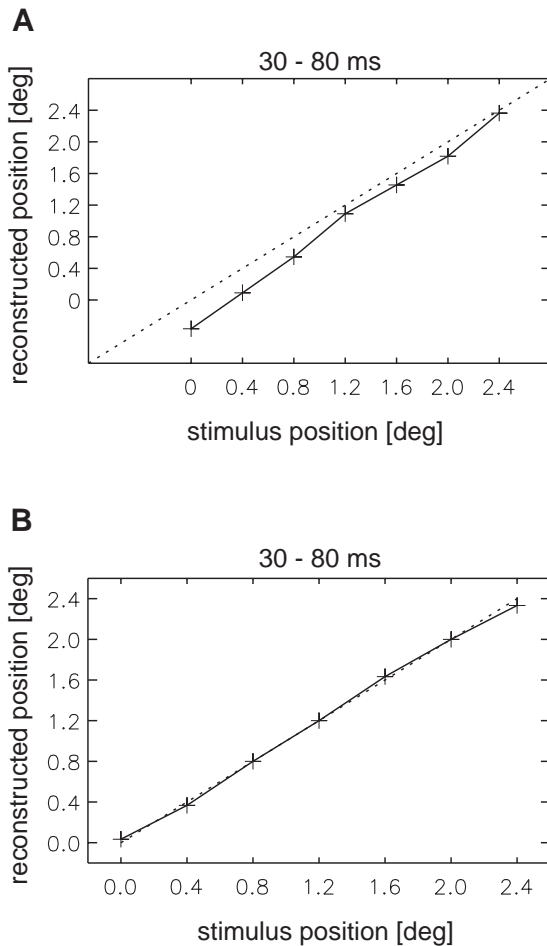 A
30 - 80 ms
reconstructed position [deg]
2.4
2.0
1.6
1.2
0.8
0.4
0
0 0.4 0.8 1.2 1.6 2.0 2.4
stimulus position [deg]
B
30 - 80 ms
reconstructed position [deg]
2.4
2.0
1.6
1.2
0.8
0.4
0.0
0.0 0.4 0.8 1.2 1.6 2.0 2.4
stimulus position [deg]